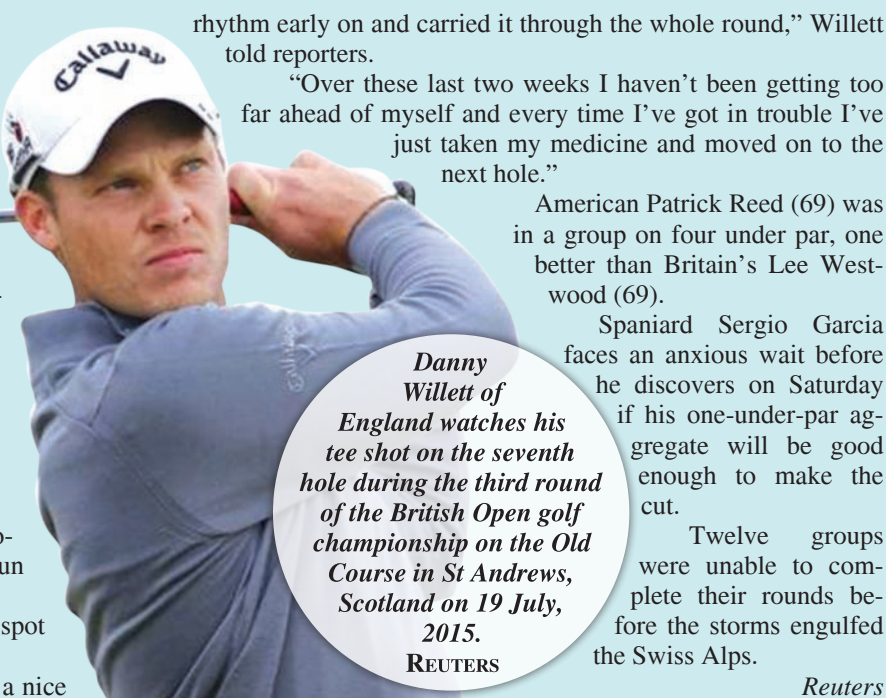 Callaway
rhythm early on and carried it through the whole round,” Willett
told reporters.
“Over these last two weeks I haven't been getting too
far ahead of myself and every time I've got in trouble I've
just taken my medicine and moved on to the
next hole.”
American Patrick Reed (69) was
in a group on four under par, one
better than Britain's Lee West-
wood (69).
Spaniard Sergio Garcia
faces an anxious wait before
he discovers on Saturday
if his one-under-par ag-
gregate will be good
enough to make the
cut.
Twelve groups
were unable to com-
plete their rounds be-
fore the storms engulfed
the Swiss Alps.
Reuters
Danny
Willett of
England watches his
tee shot on the seventh
hole during the third round
of the British Open golf
championship on the Old
Course in St Andrews,
Scotland on 19 July,
2015.
REUTERS
spot
a nice